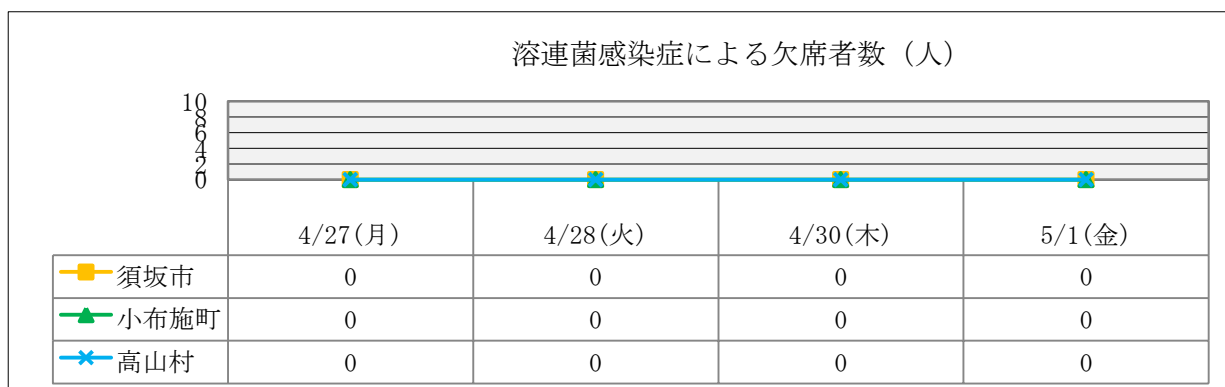 溶連菌感染症による欠席者数（人）
10
8
6
4
2
0
4/27(月) 4/28(火) 4/30(木) 5/1(金)
須坂市 0 0 0 0
小布施町 0 0 0 0
高山村 0 0 0 0